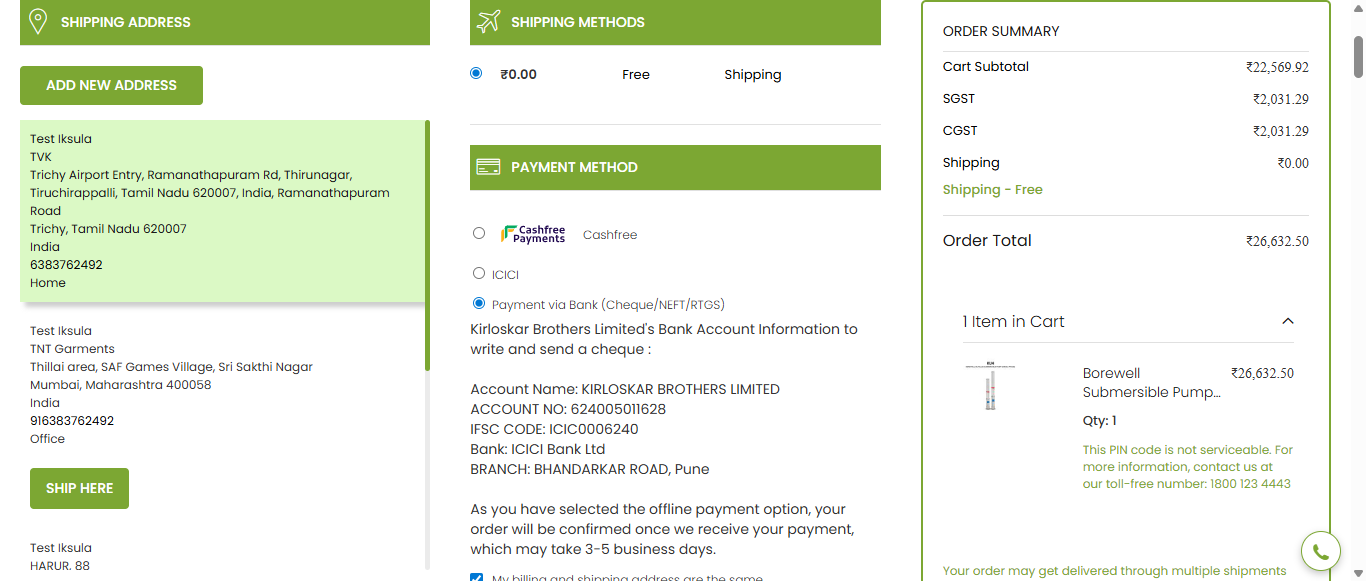 SHIPPING ADDRESS
ADD NEW ADDRESS
Test Iksula
TVK
Trichy Airport Entry, Ramanathapuram Rd, Thirunagar,
Tiruchirappalli, Tamil Nadu 620007, India, Ramanathapuram
Road
Trichy, Tamil Nadu 620007
India
6383762492
Home
Test Iksula
TNT Garments
Thillai area, SAF Games Village, Sri Sakthi Nagar
Mumbai, Maharashtra 400058
India
916383762492
Office
SHIP HERE
Test Iksula
HARUR, 88
SHIPPING METHODS
₹0.00 Free Shipping
PAYMENT METHOD
Cashfree
Payments
Cashfree
ICICI
Payment via Bank (Cheque/NEFT/RTGS)
Kirloskar Brothers Limited's Bank Account Information to
write and send a cheque :
Account Name: KIRLOSKAR BROTHERS LIMITED
ACCOUNT NO: 624005011628
IFSC CODE: ICIC0006240
Bank: ICICI Bank Ltd
BRANCH: BHANDARKAR ROAD, Pune
As you have selected the offline payment option, your
order will be confirmed once we receive your payment,
which may take 3-5 business days.
My billing and shipping address are the same
ORDER SUMMARY
Cart Subtotal ₹22,569.92
SGST ₹2,031.29
CGST ₹2,031.29
Shipping ₹0.00
Shipping - Free
Order Total ₹26,632.50
1 Item in Cart
Borewell ₹26,632.50
Submersible Pump...
Qty: 1
This PIN code is not serviceable. For
more information, contact us at
our toll-free number: 1800 123 4443
Your order may get delivered through multiple shipments